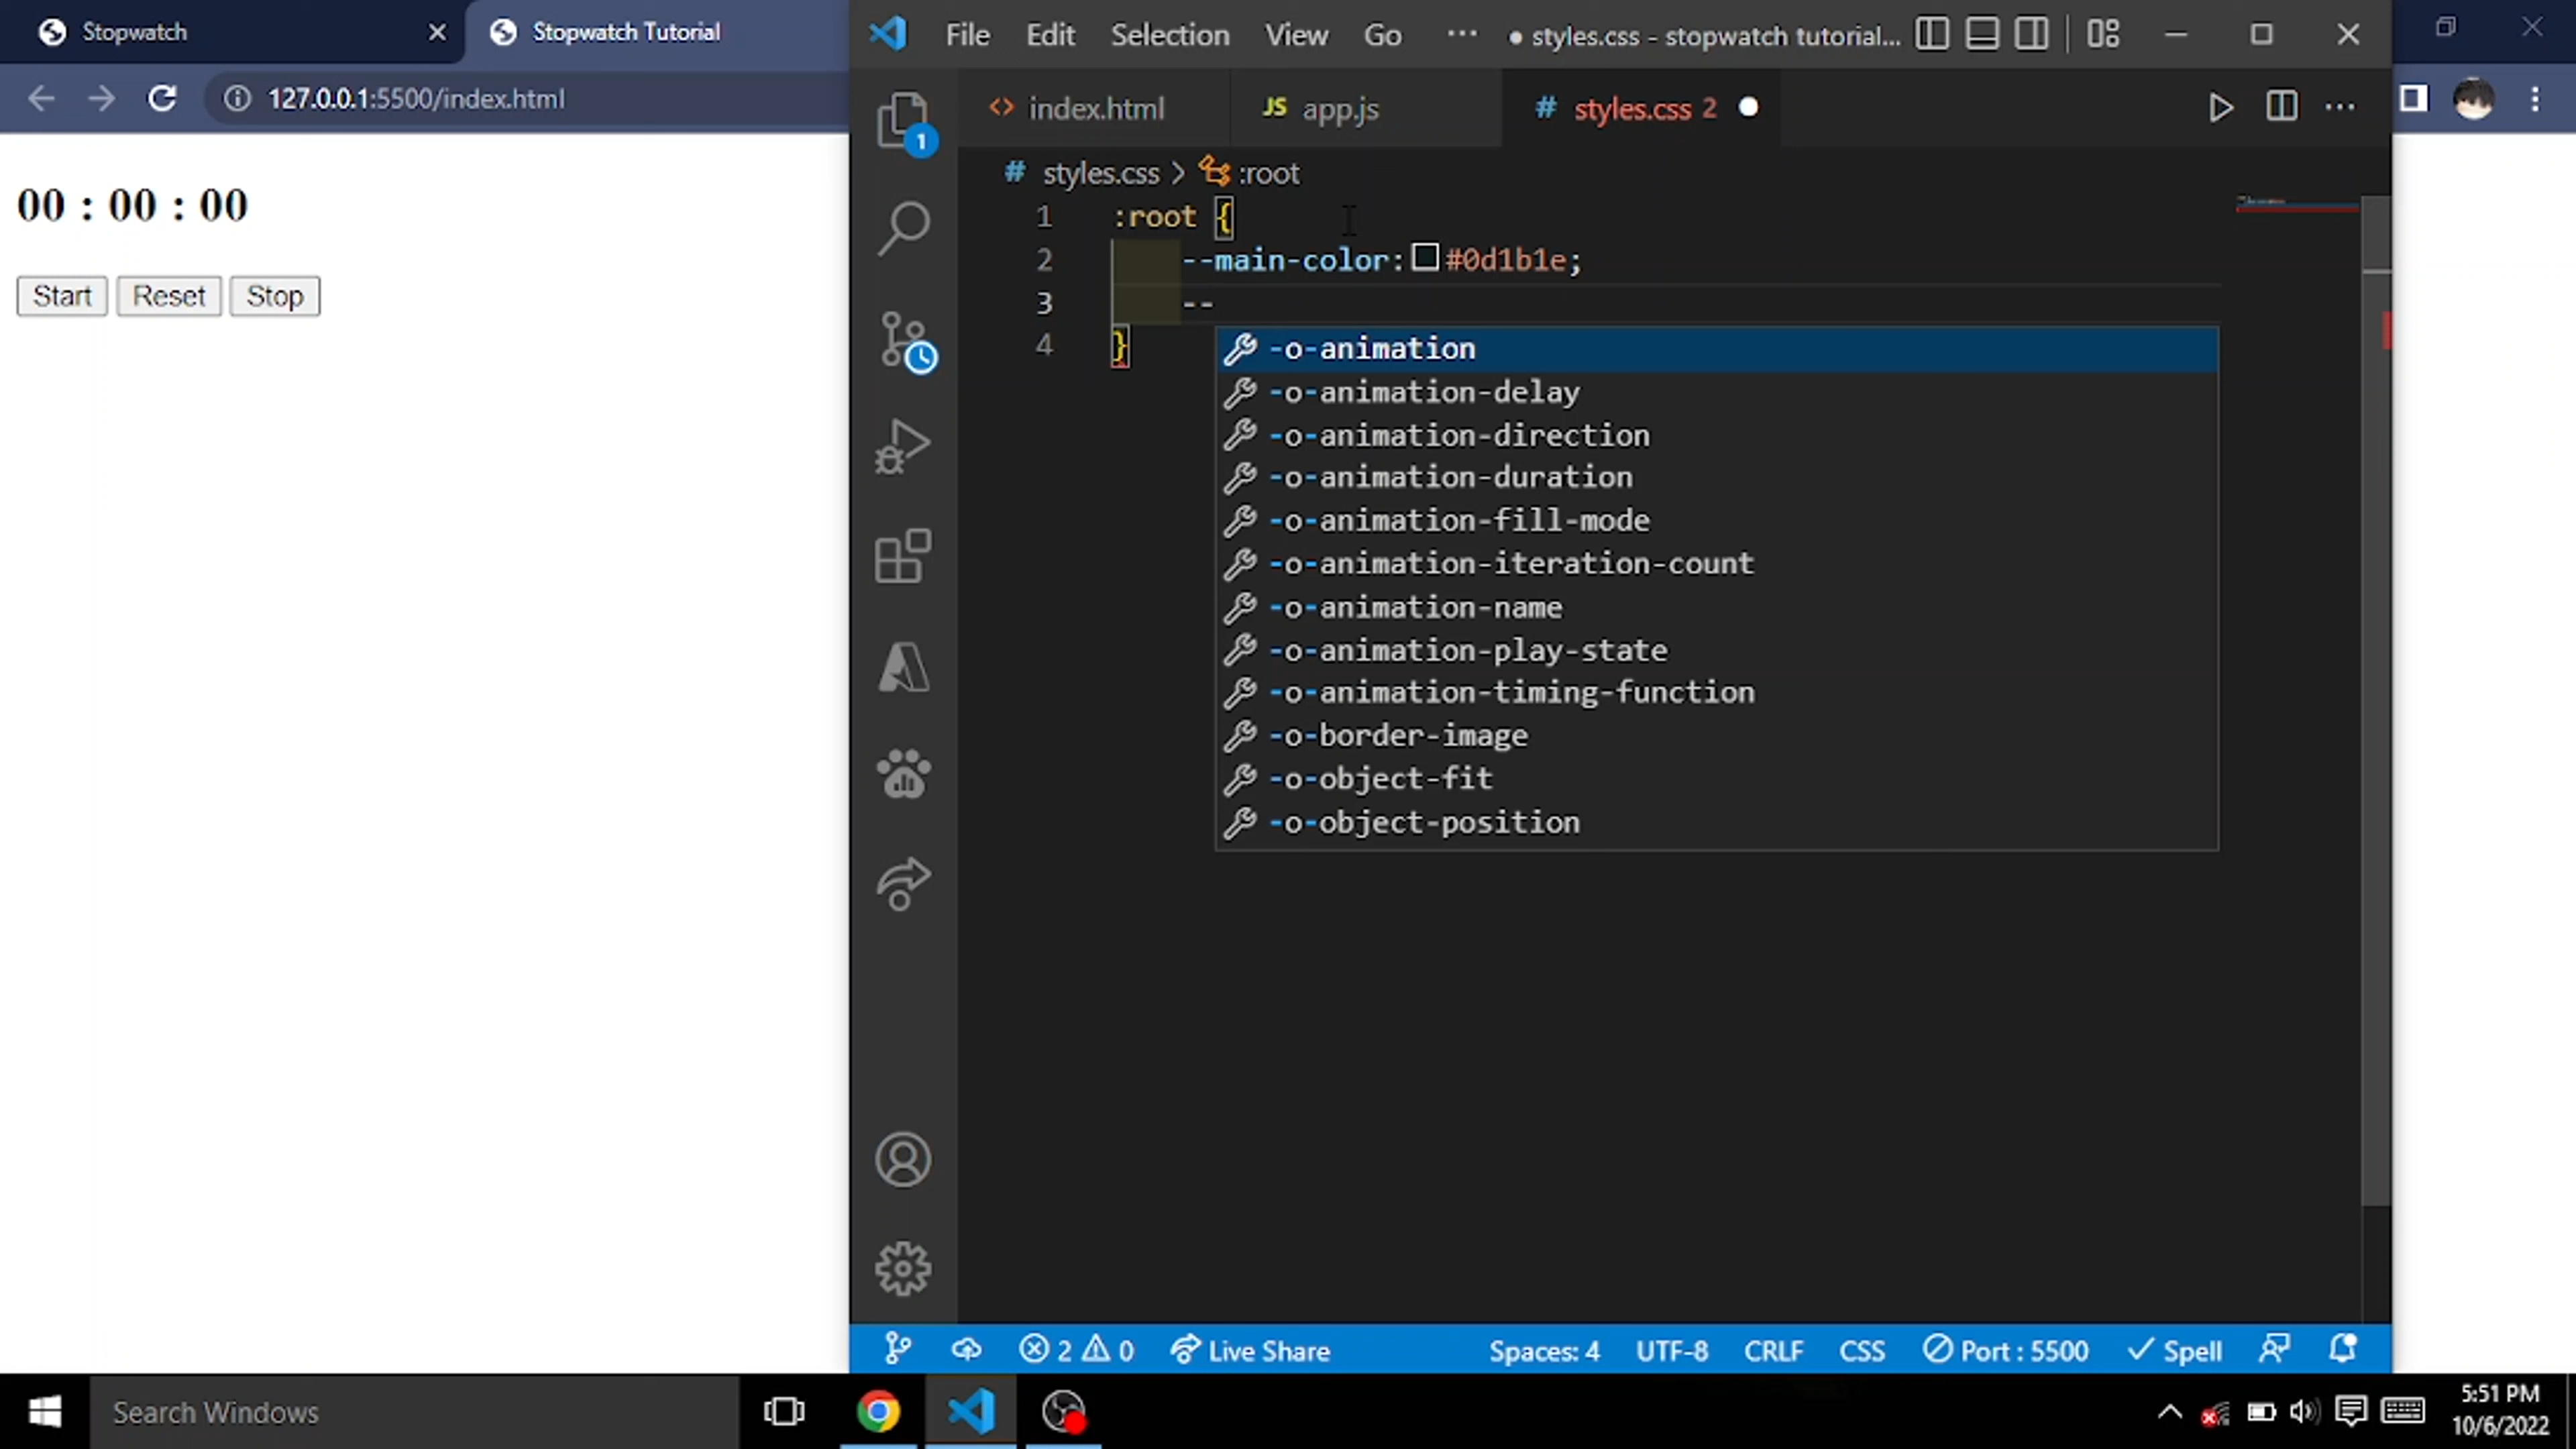 Stopwatch
Stopwatch Tutorial
127.0.0.1:5500/index.html
00 : 00 : 00
Start Reset Stop
File Edit Selection View Go ··· ● styles.css - stopwatch tutorial...
1
<> index.html
JS app.js
# styles.css 2 ●
# styles.css > :root
1 :root {
2 --main-color: #0d1b1e;
3 --
4 }
-o-animation
-o-animation-delay
-o-animation-direction
-o-animation-duration
-o-animation-fill-mode
-o-animation-iteration-count
-o-animation-name
-o-animation-play-state
-o-animation-timing-function
-o-border-image
-o-object-fit
-o-object-position
2 0 Live Share Spaces: 4 UTF-8 CRLF CSS Port : 5500 Spell
Search Windows
5:51 PM
10/6/2022